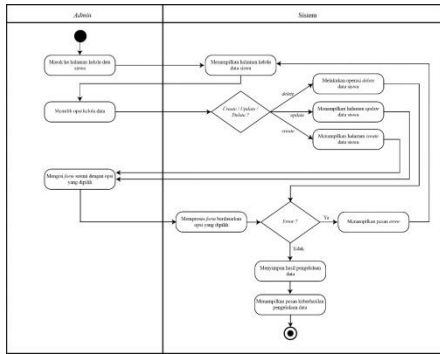 Admin
Sistem
Masuk ke halaman kelola data
siswa
Menampilkan halaman kelola
data siswa
Memilih opsi kelola data
Create / Update /
Delete ?
delete
update
create
Melakukan operasi delete
data siswa
Menampilkan halaman update
data siswa
Menampilkan halaman create
data siswa
Mengisi form sesuai dengan opsi
yang dipilih
Memproses form berdasarkan
opsi yang dipilih
Error ?
Ya
Menampilkan pesan error
Tidak
Menyimpan hasil pengelolaan
data
Menampilkan pesan keberhasilan
pengelolaan data